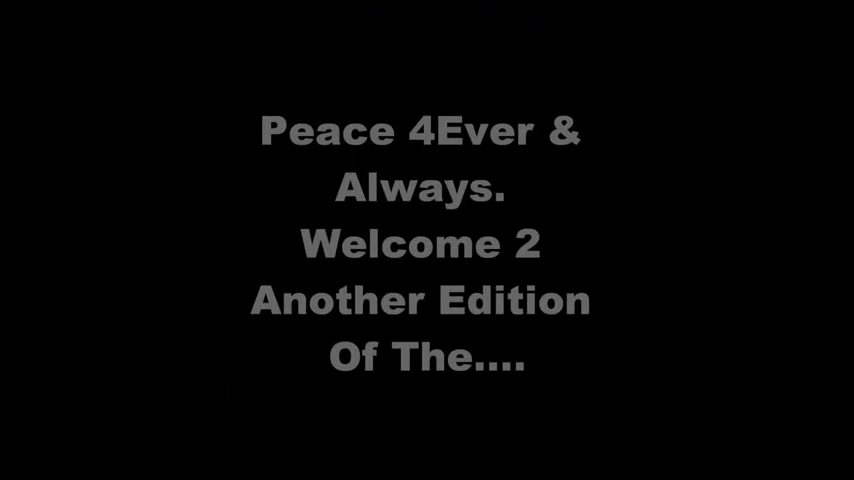 Peace 4Ever &
Always.
Welcome 2
Another Edition
Of The....